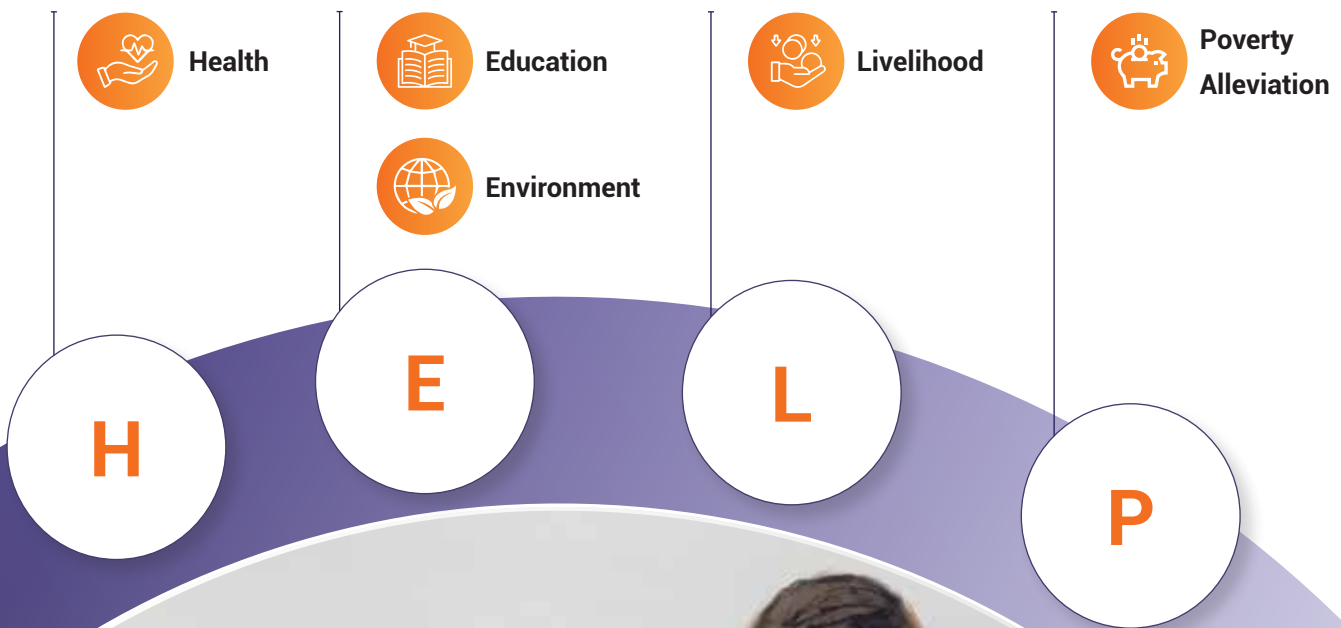 Health
Education
Environment
Livelihood
Poverty
Alleviation
H
E
L
P